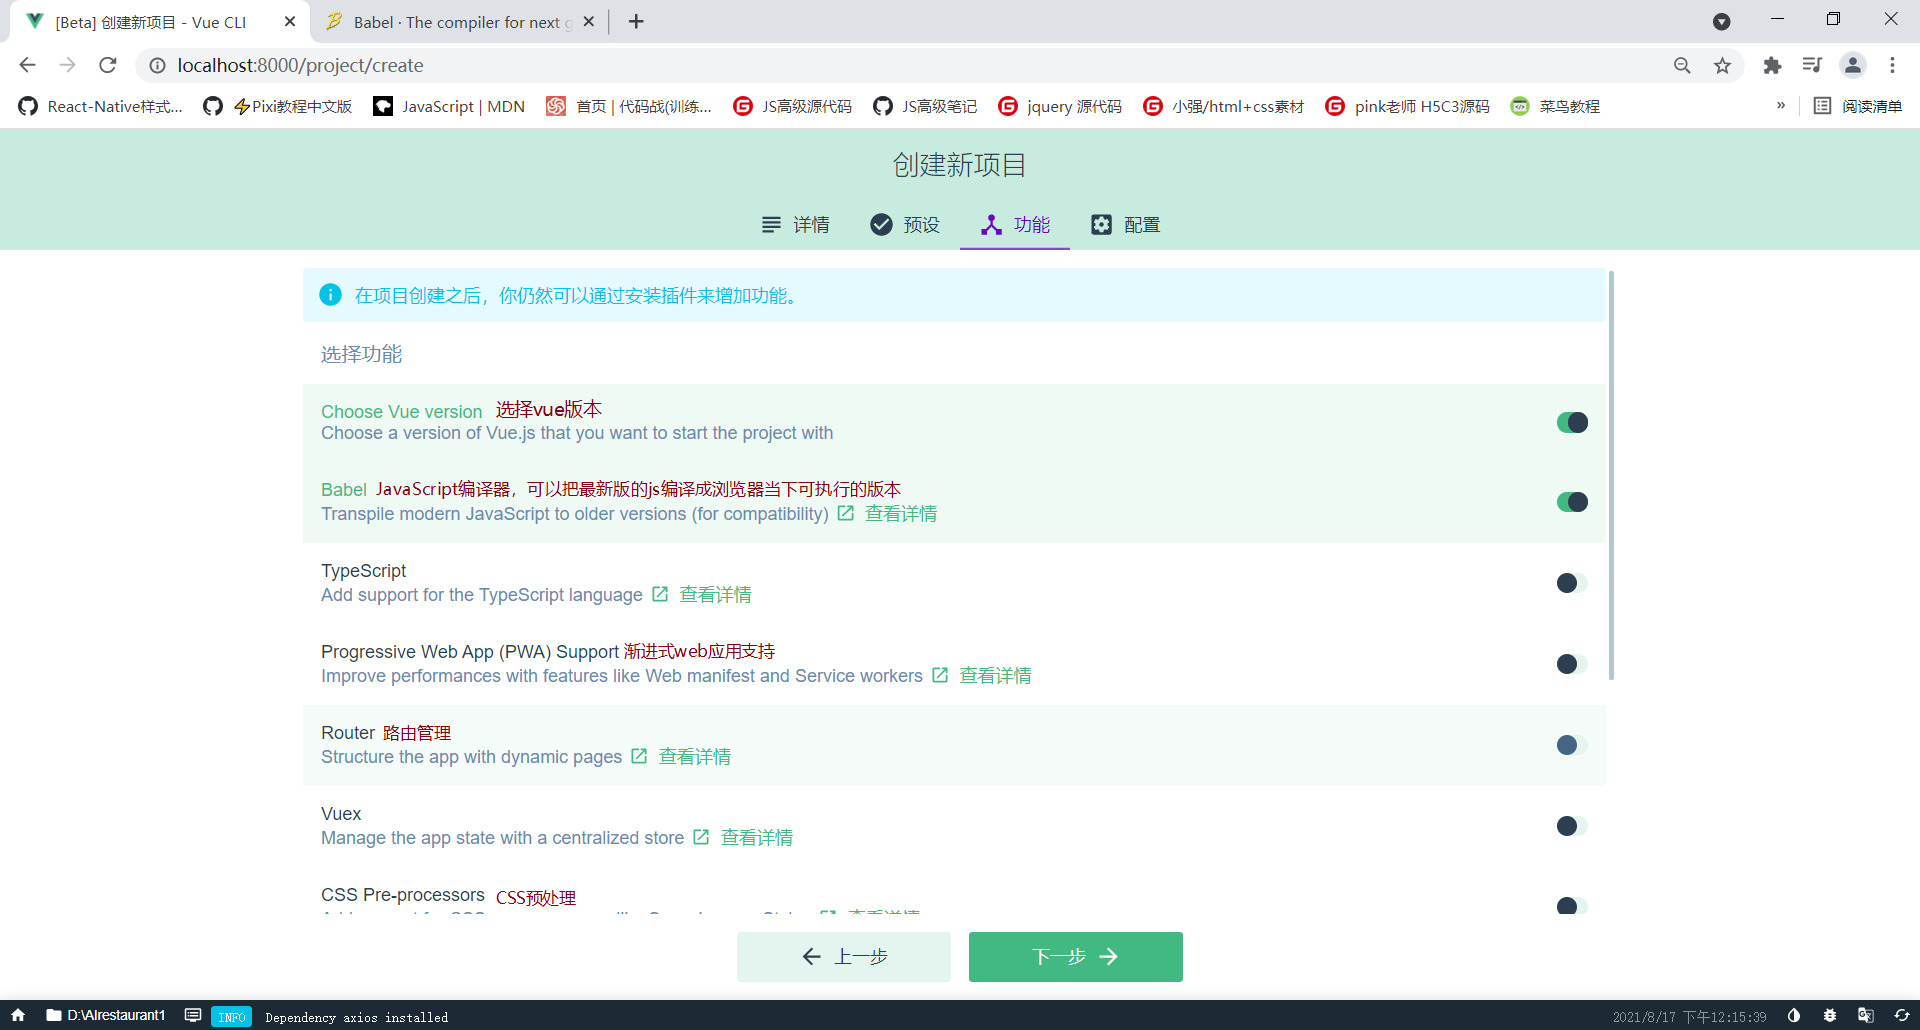 [Beta] 创建新项目 - Vue CLI
Babel · The compiler for next g
localhost:8000/project/create
React-Native样式...
⚡Pixi教程中文版
JavaScript | MDN
首页 | 代码战(训练...
JS高级源代码
JS高级笔记
jquery 源代码
小强/html+css素材
pink老师 H5C3源码
菜鸟教程
»
阅读清单
创建新项目
详情
预设
功能
配置
在项目创建之后，你仍然可以通过安装插件来增加功能。
选择功能
Choose Vue version 选择vue版本
Choose a version of Vue.js that you want to start the project with
Babel JavaScript编译器，可以把最新版的js编译成浏览器当下可执行的版本
Transpile modern JavaScript to older versions (for compatibility) 查看详情
TypeScript
Add support for the TypeScript language 查看详情
Progressive Web App (PWA) Support 渐进式web应用支持
Improve performances with features like Web manifest and Service workers 查看详情
Router 路由管理
Structure the app with dynamic pages 查看详情
Vuex
Manage the app state with a centralized store 查看详情
CSS Pre-processors CSS预处理
← 上一步
下一步 →
D:\AIrestaurant1
INFO
Dependency axios installed
2021/8/17 下午12:15:39